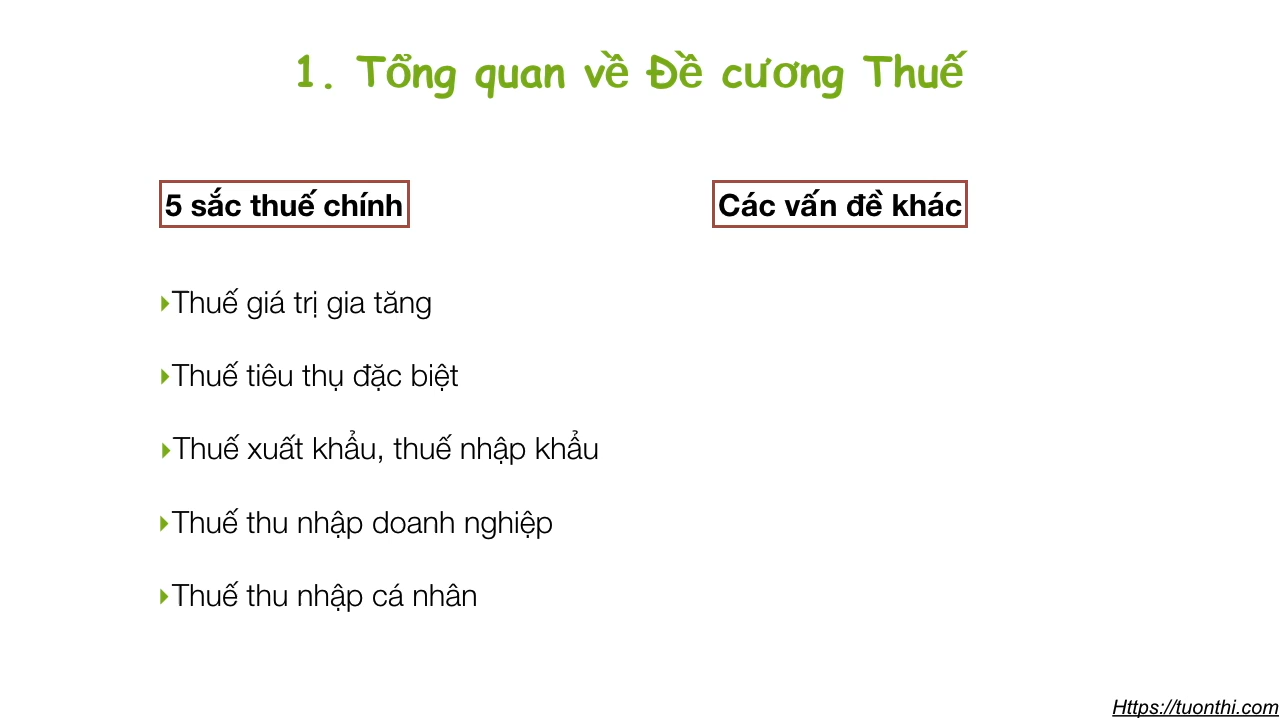 1. Tổng quan về Đề cương Thuế
5 sắc thuế chính
Các vấn đề khác
Thuế giá trị gia tăng
Thuế tiêu thụ đặc biệt
Thuế xuất khẩu, thuế nhập khẩu
Thuế thu nhập doanh nghiệp
Thuế thu nhập cá nhân
Https://tuonthi.com